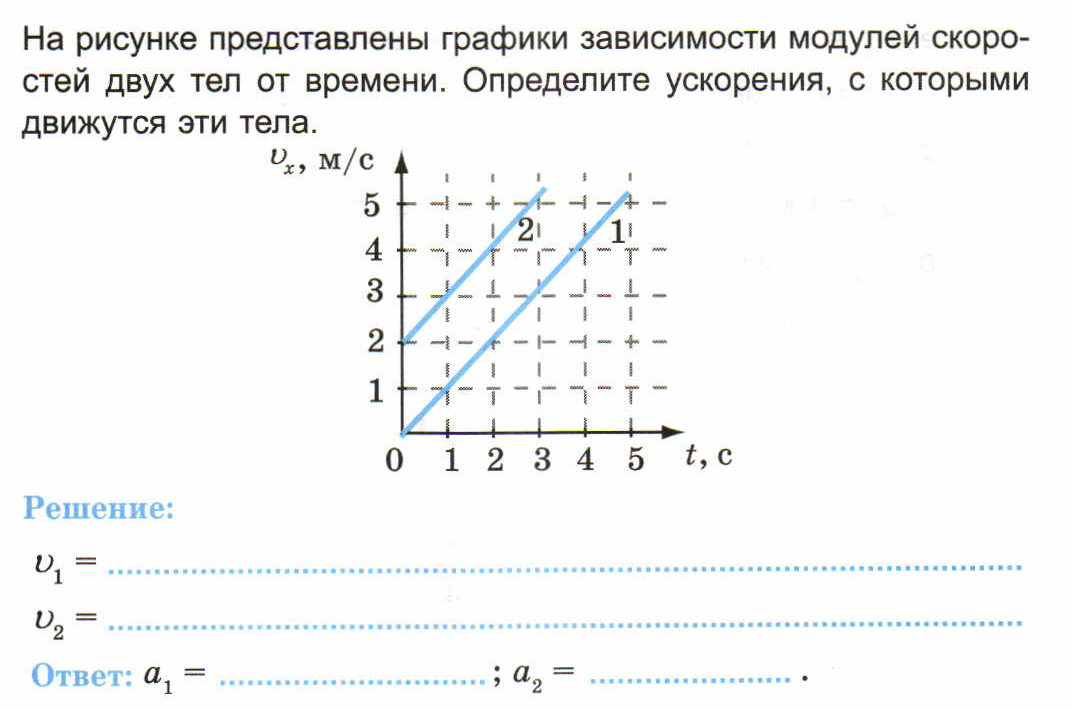 На рисунке представлены графики зависимости модулей скоро-
стей двух тел от времени. Определите ускорения, с которыми
движутся эти тела.
υₓ, м/с
5
2
1
4
3
2
1
0 1 2 3 4 5 t, с
Решение:
υ₁ = ........................................
υ₂ = ........................................
Ответ: a₁ = ....................; a₂ = .................... .